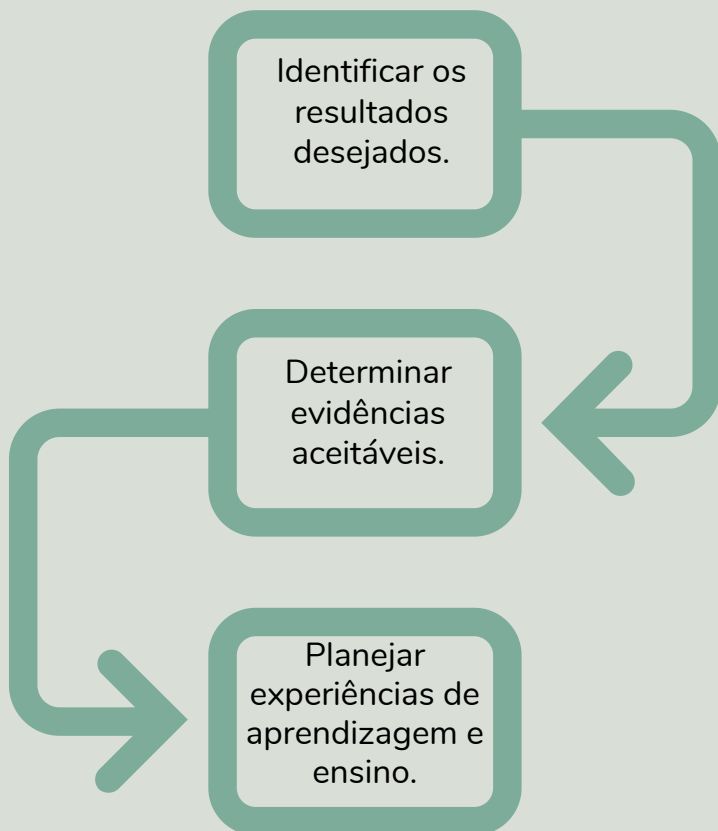 Identificar os
resultados
desejados.
Determinar
evidências
aceitáveis.
Planejar
experiências de
aprendizagem e
ensino.